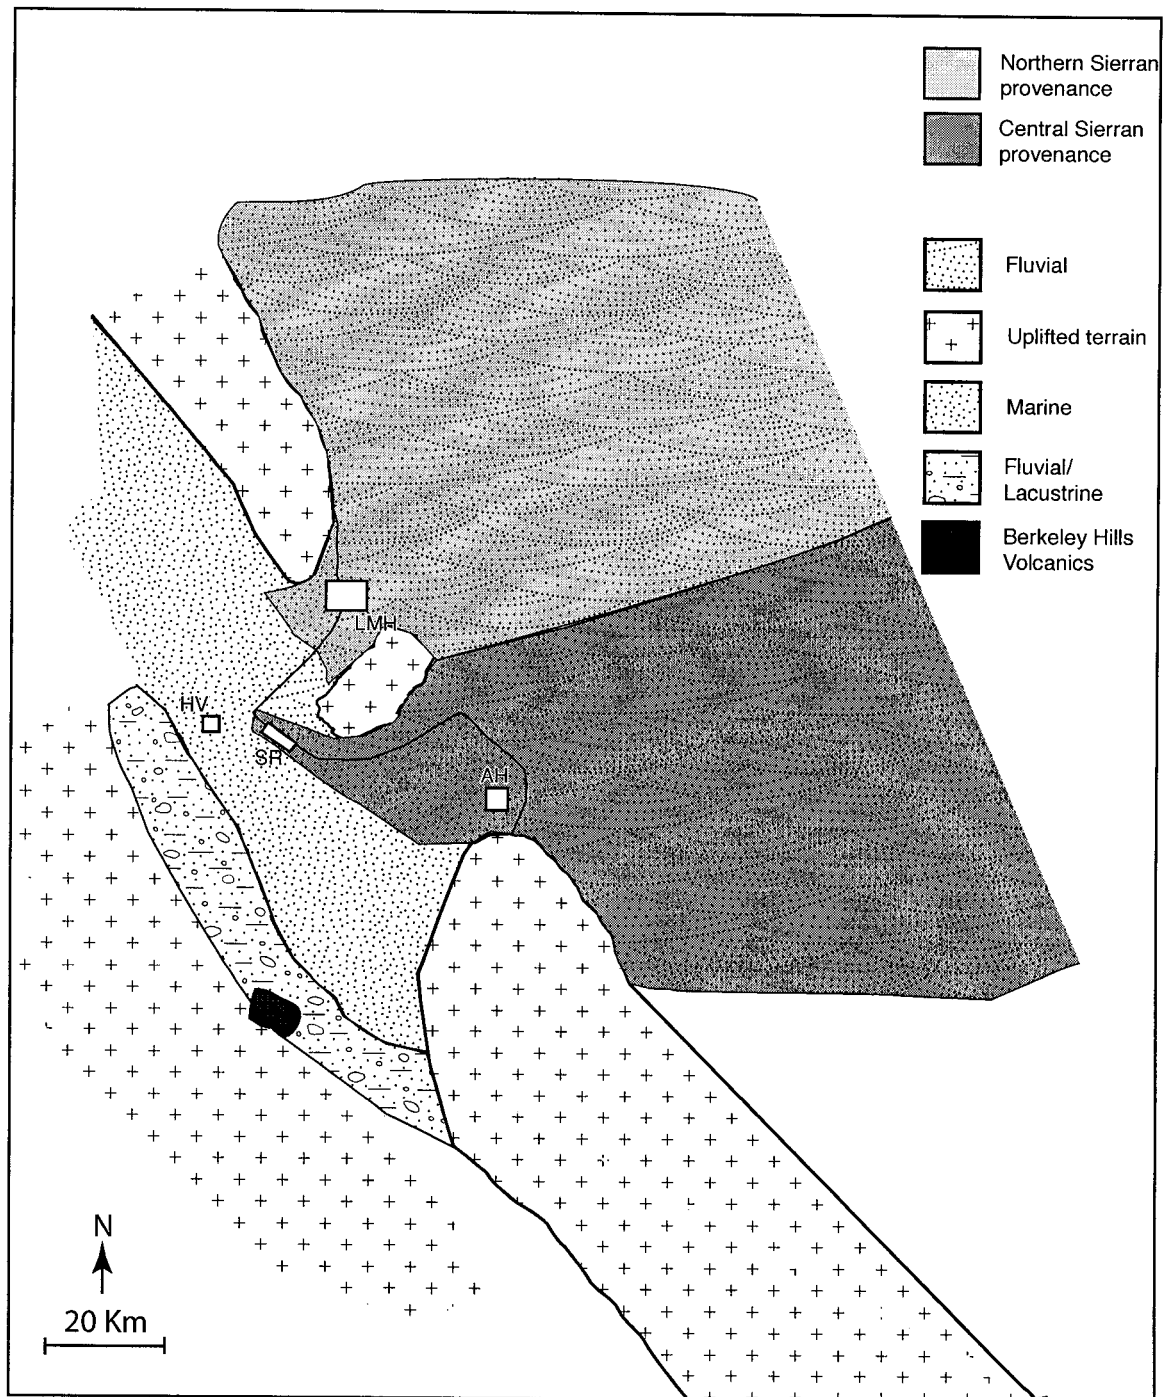 Northern Sierran
provenance
Central Sierran
provenance
Fluvial
Uplifted terrain
Marine
Fluvial/
Lacustrine
Berkeley Hills
Volcanics
LMH
HV
SR
AH
N
20 Km